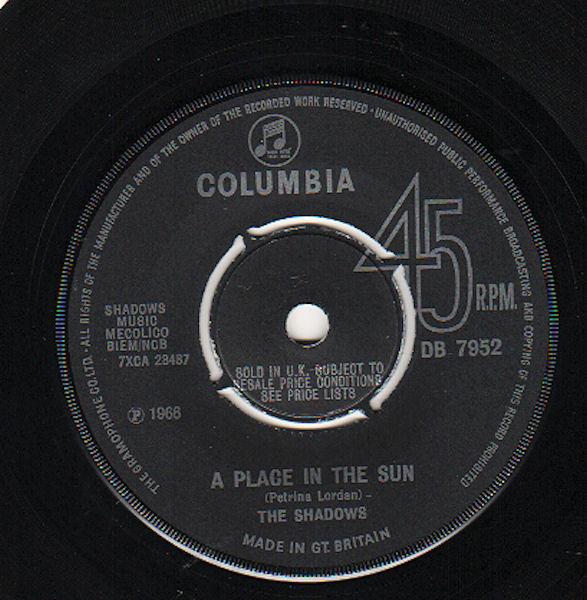 THE GRAMOPHONE CO. LTD. · ALL RIGHTS OF THE MANUFACTURER AND OF THE OWNER OF THE RECORDED WORK RESERVED · UNAUTHORISED PUBLIC PERFORMANCE BROADCASTING AND COPYING OF THIS RECORD PROHIBITED
COLUMBIA
45
R.P.M.
DB 7952
SHADOWS
MUSIC
MECOLICO
BIEM/NCB
7XCA 28487
℗ 1966
SOLD IN U.K. SUBJECT TO
RESALE PRICE CONDITIONS
SEE PRICE LISTS
A PLACE IN THE SUN
(Petrina Lordan) -
THE SHADOWS
MADE IN GT. BRITAIN